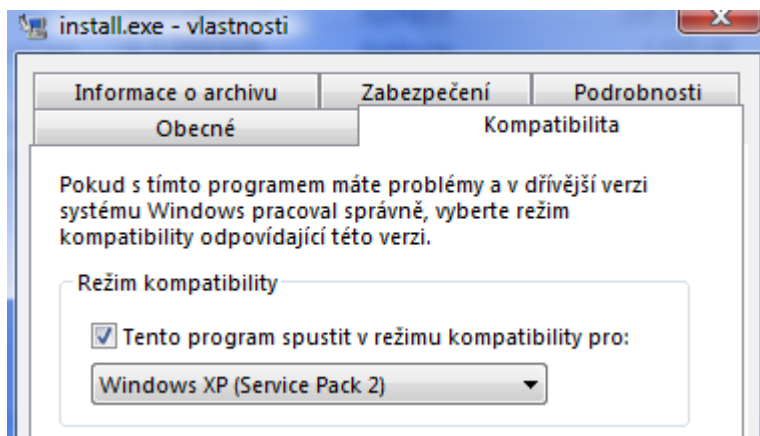 install.exe - vlastnosti
Informace o archivu Zabezpečení Podrobnosti
Obecné Kompatibilita
Pokud s tímto programem máte problémy a v dřívější verzi
systému Windows pracoval správně, vyberte režim
kompatibility odpovídající této verzi.
Režim kompatibility
Tento program spustit v režimu kompatibility pro:
Windows XP (Service Pack 2)